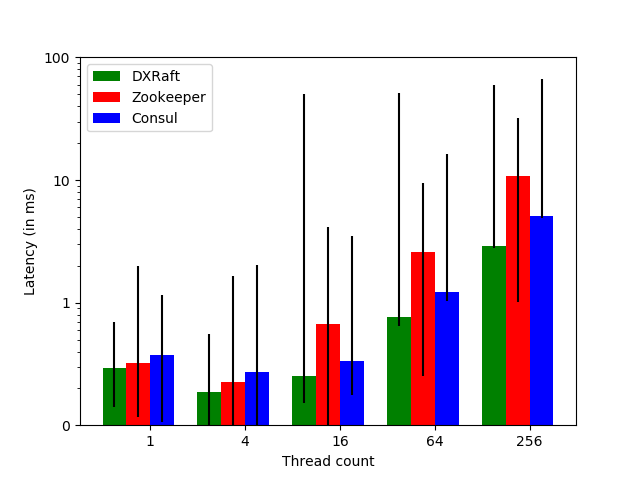 100
10
1
0
Latency (in ms)
DXRaft
Zookeeper
Consul
1 4 16 64 256
Thread count